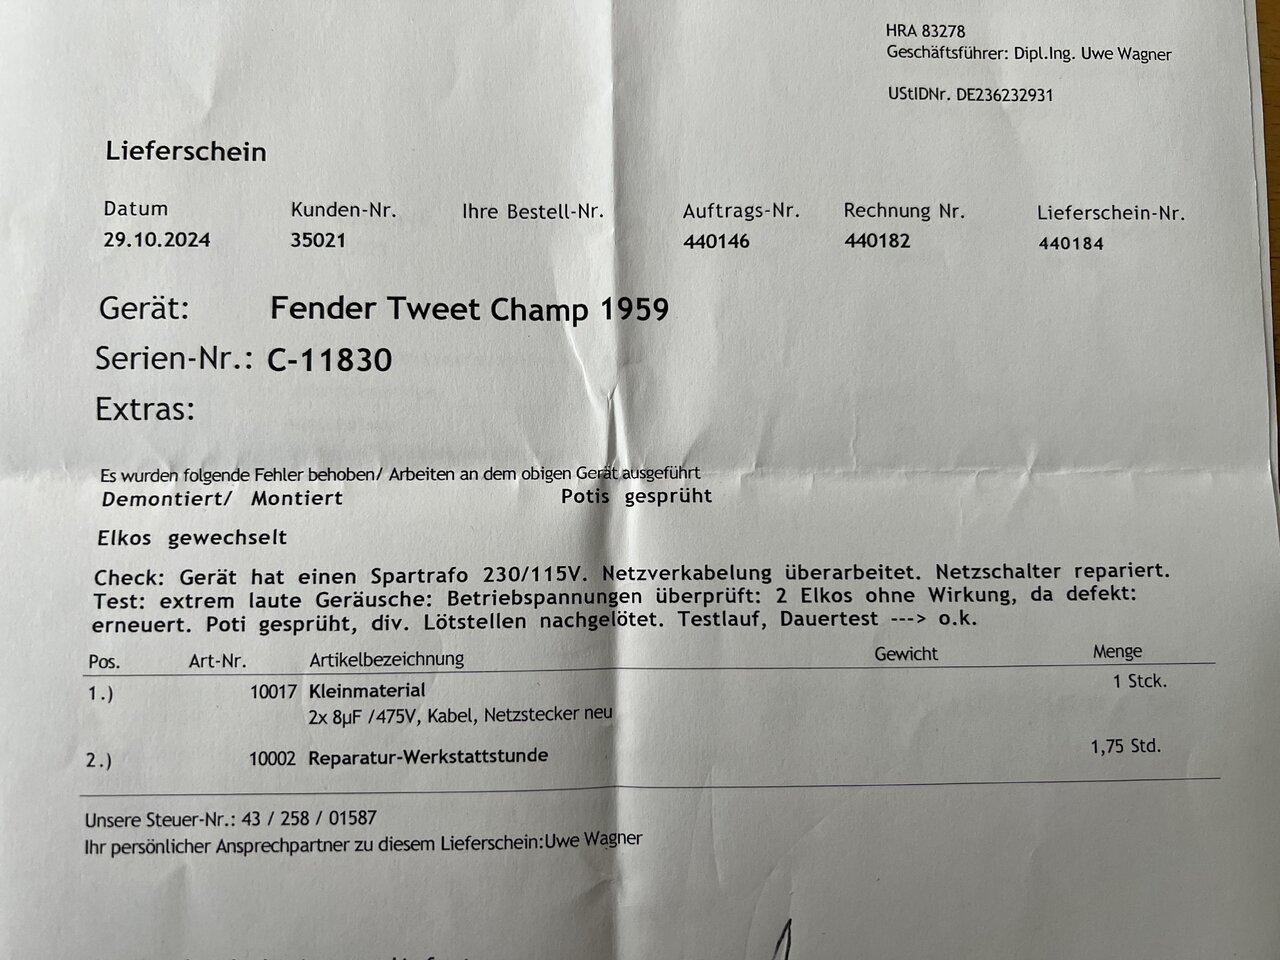 HRA 83278
Geschäftsführer: Dipl.Ing. Uwe Wagner
UStIDNr. DE236232931
Lieferschein
Datum Kunden-Nr. Ihre Bestell-Nr. Auftrags-Nr. Rechnung Nr. Lieferschein-Nr.
29.10.2024 35021 440146 440182 440184
Gerät: Fender Tweet Champ 1959
Serien-Nr.: C-11830
Extras:
Es wurden folgende Fehler behoben/ Arbeiten an dem obigen Gerät ausgeführt
Demontiert/ Montiert Potis gesprüht
Elkos gewechselt
Check: Gerät hat einen Spartrafo 230/115V. Netzverkabelung überarbeitet. Netzschalter repariert.
Test: extrem laute Geräusche: Betriebspannungen überprüft: 2 Elkos ohne Wirkung, da defekt:
erneuert. Poti gesprüht, div. Lötstellen nachgelötet. Testlauf, Dauertest ---> o.k.
Pos. Art-Nr. Artikelbezeichnung Gewicht Menge
1.) 10017 Kleinmaterial 1 Stck.
2x 8µF /475V, Kabel, Netzstecker neu
2.) 10002 Reparatur-Werkstattstunde 1,75 Std.
Unsere Steuer-Nr.: 43 / 258 / 01587
Ihr persönlicher Ansprechpartner zu diesem Lieferschein:Uwe Wagner